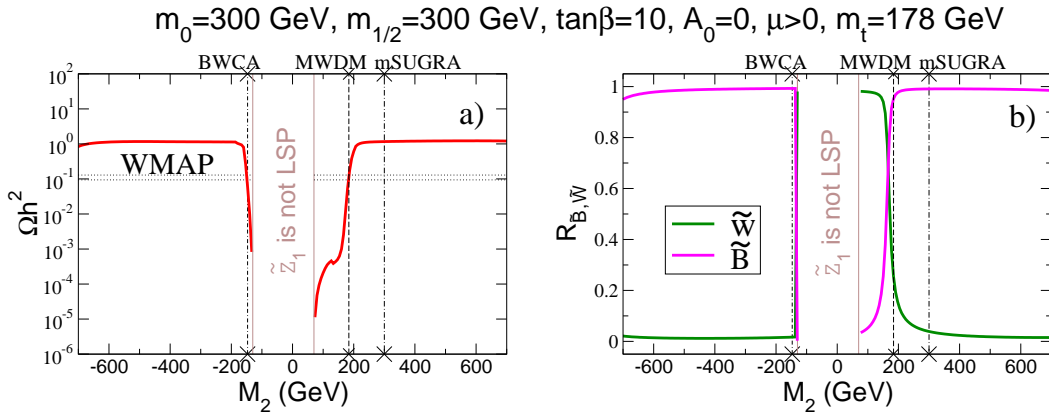 m0=300 GeV, m1/2=300 GeV, tanβ=10, A0=0, μ>0, mt=178 GeV
BWCA MWDM mSUGRA
a)
10^2
10^1
10^0
10^-1
10^-2
10^-3
10^-4
10^-5
10^-6
Ωh^2
WMAP
Z̃1 is not LSP
-600 -400 -200 0 200 400 600
M2 (GeV)
BWCA MWDM mSUGRA
b)
1
0.8
0.6
0.4
0.2
0
R B̃,W̃
W̃
B̃
Z̃1 is not LSP
-600 -400 -200 0 200 400 600
M2 (GeV)